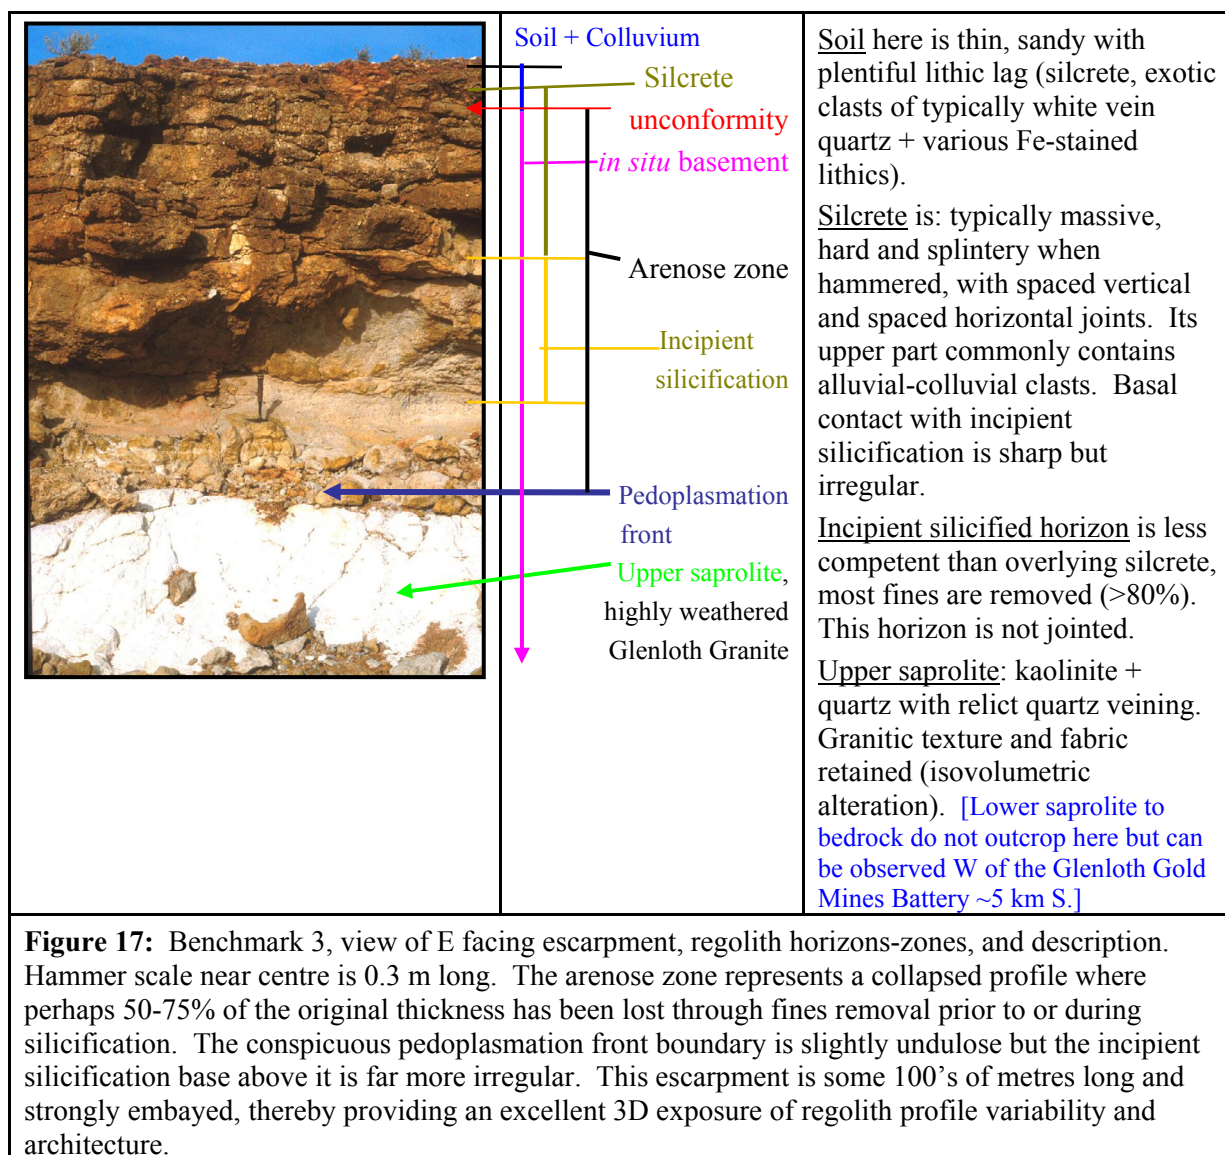 Soil + Colluvium
Silcrete
unconformity
in situ basement
Arenose zone
Incipient
silicification
Pedoplasmation
front
Upper saprolite,
highly weathered
Glenloth Granite
Soil here is thin, sandy with
plentiful lithic lag (silcrete, exotic
clasts of typically white vein
quartz + various Fe-stained
lithics).
Silcrete is: typically massive,
hard and splintery when
hammered, with spaced vertical
and spaced horizontal joints. Its
upper part commonly contains
alluvial-colluvial clasts. Basal
contact with incipient
silicification is sharp but
irregular.
Incipient silicified horizon is less
competent than overlying silcrete,
most fines are removed (>80%).
This horizon is not jointed.
Upper saprolite: kaolinite +
quartz with relict quartz veining.
Granitic texture and fabric
retained (isovolumetric
alteration). [Lower saprolite to
bedrock do not outcrop here but can
be observed W of the Glenloth Gold
Mines Battery ~5 km S.]
Figure 17: Benchmark 3, view of E facing escarpment, regolith horizons-zones, and description.
Hammer scale near centre is 0.3 m long. The arenose zone represents a collapsed profile where
perhaps 50-75% of the original thickness has been lost through fines removal prior to or during
silicification. The conspicuous pedoplasmation front boundary is slightly undulose but the incipient
silicification base above it is far more irregular. This escarpment is some 100's of metres long and
strongly embayed, thereby providing an excellent 3D exposure of regolith profile variability and
architecture.